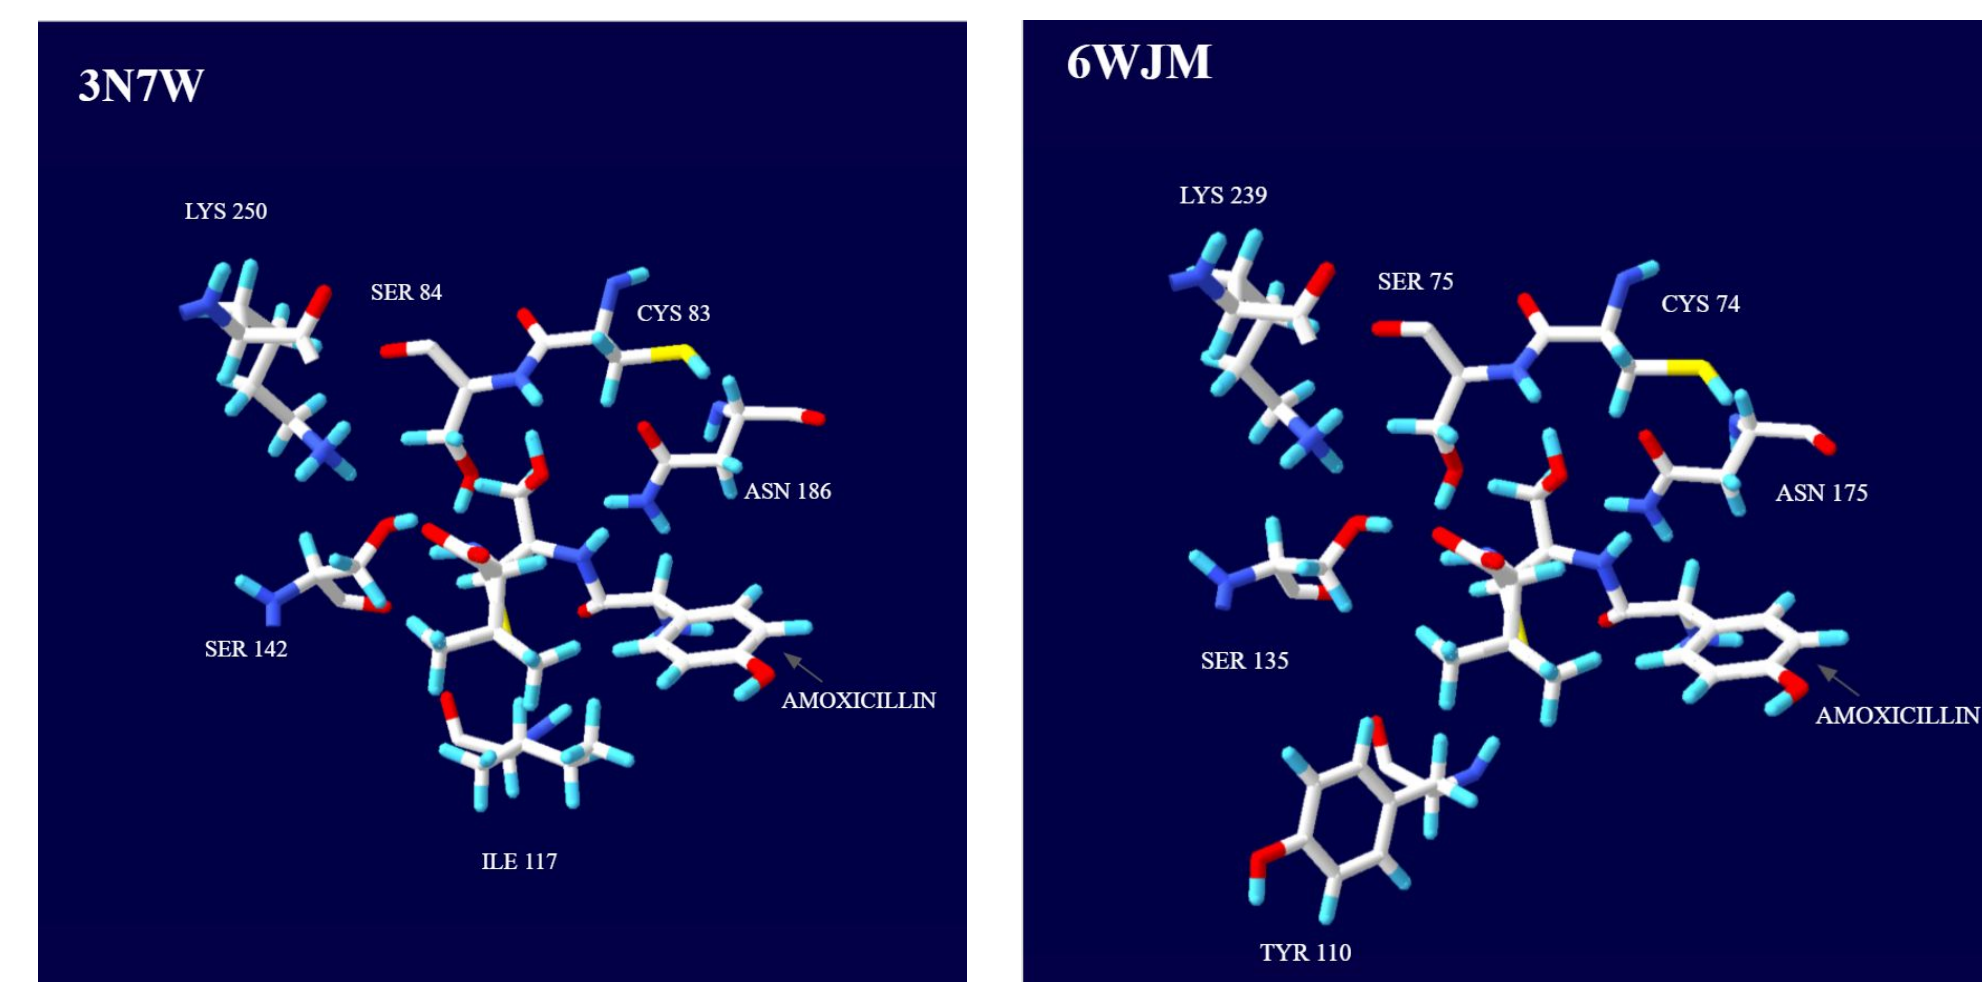 3N7W
LYS 250
SER 84
CYS 83
ASN 186
SER 142
AMOXICILLIN
ILE 117
6WJM
LYS 239
SER 75
CYS 74
ASN 175
SER 135
AMOXICILLIN
TYR 110